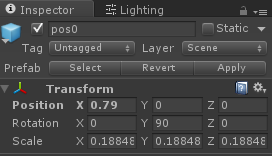 Inspector Lighting
pos0 Static
Tag Untagged Layer Scene
Prefab Select Revert Apply
Transform
Position X 0.79 Y 0 Z 0
Rotation X 0 Y 90 Z 0
Scale X 0.18848 Y 0.18848 Z 0.18848